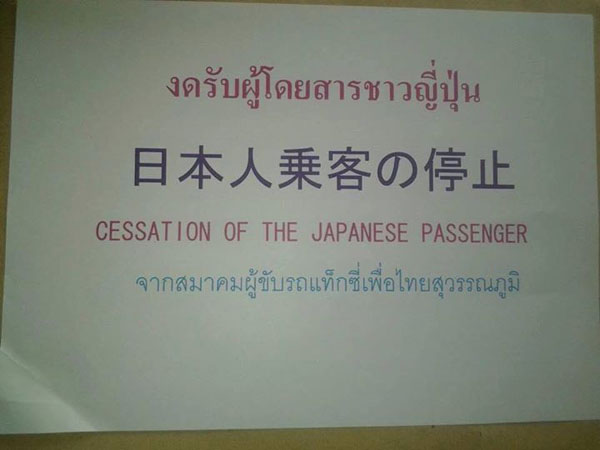 งดรับผู้โดยสารชาวญี่ปุ่น
日本人乗客の停止
CESSATION OF THE JAPANESE PASSENGER
จากสมาคมผู้ขับรถแท็กซี่เพื่อไทยสุวรรณภูมิ